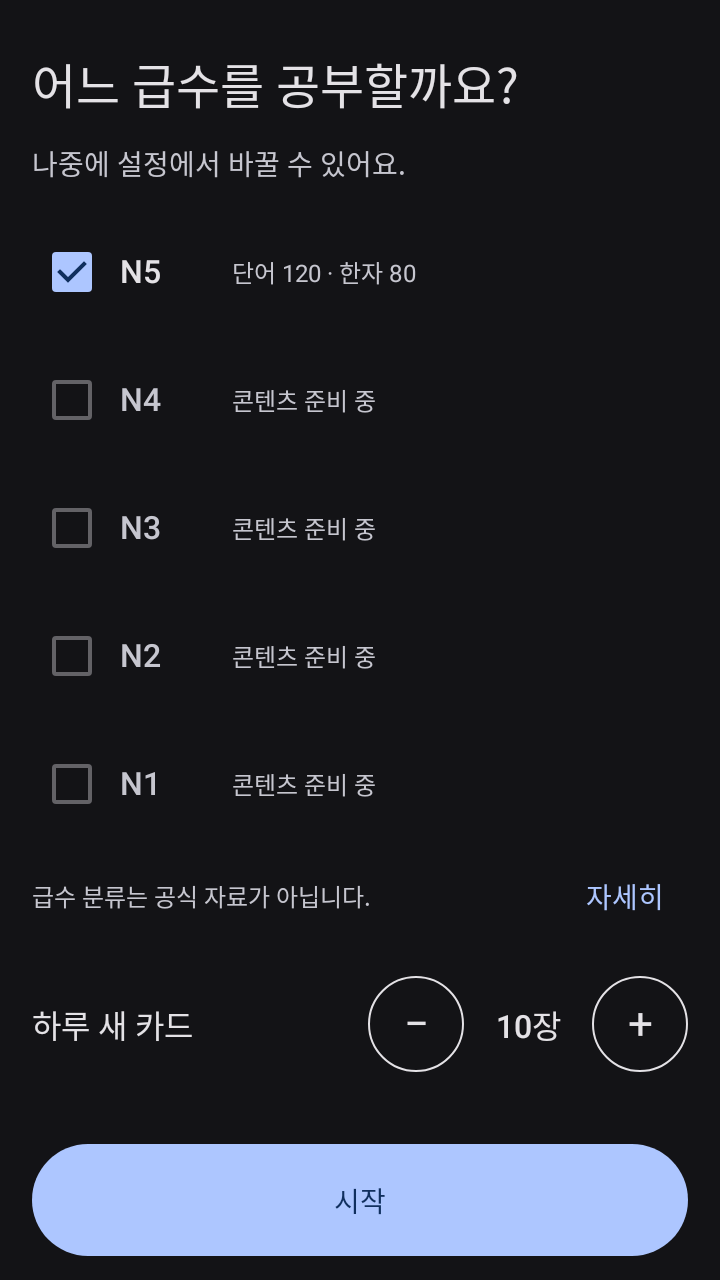 어느 급수를 공부할까요?
나중에 설정에서 바꿀 수 있어요.
N5 단어 120 · 한자 80
N4 콘텐츠 준비 중
N3 콘텐츠 준비 중
N2 콘텐츠 준비 중
N1 콘텐츠 준비 중
급수 분류는 공식 자료가 아닙니다. 자세히
하루 새 카드 − 10장 +
시작